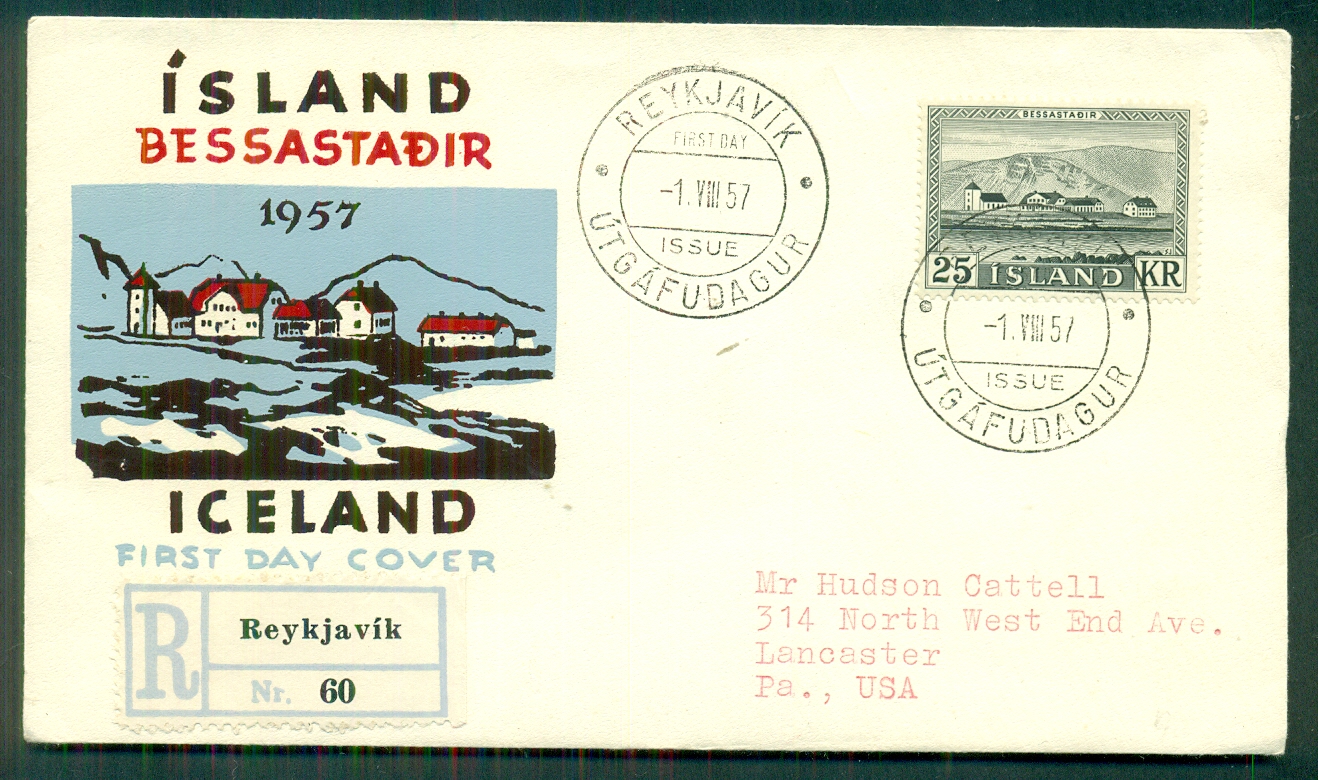 ÍSLAND
BESSASTAÐIR
1957
ICELAND
FIRST DAY COVER
R
Reykjavík
Nr. 60
REYKJAVÍK
FIRST DAY
-1.VIII 57
ISSUE
ÚTGÁFUDAGUR
BESSASTAÐIR
25 ÍSLAND KR
-1.VIII 57
ISSUE
ÚTGÁFUDAGUR
Mr Hudson Cattell
314 North West End Ave.
Lancaster
Pa., USA